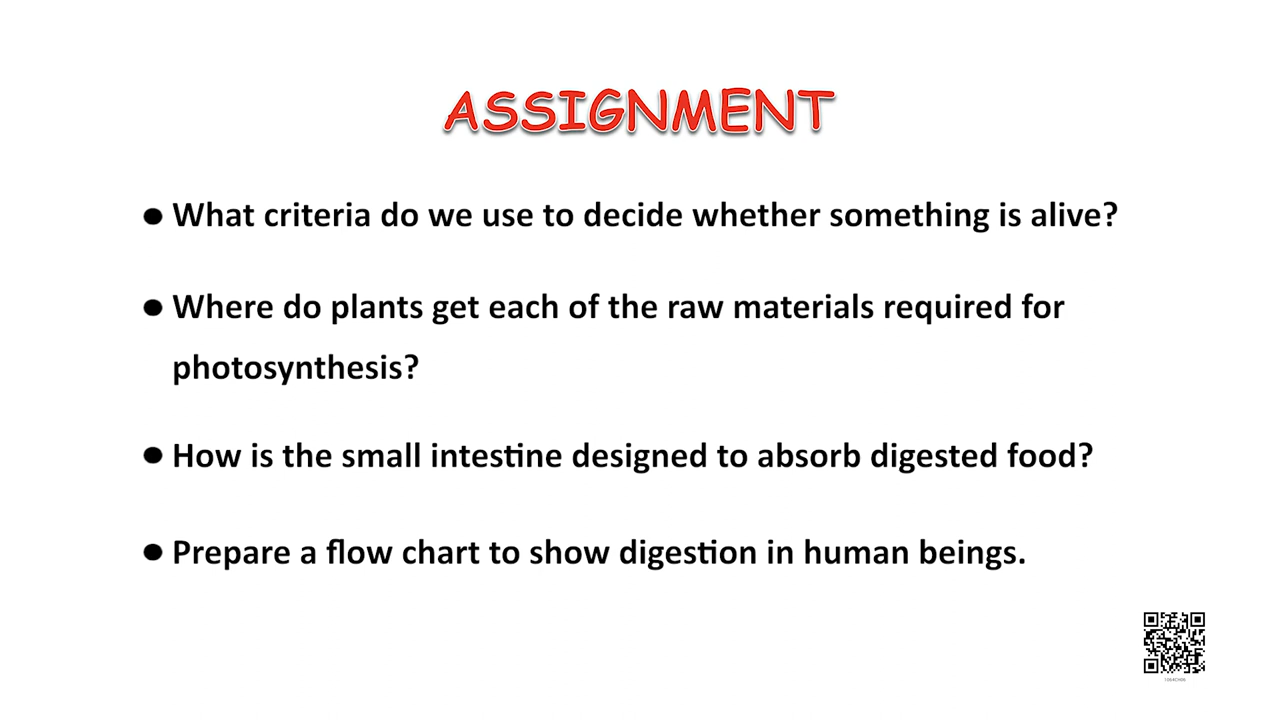 ASSIGNMENT
● What criteria do we use to decide whether something is alive?
● Where do plants get each of the raw materials required for
photosynthesis?
● How is the small intestine designed to absorb digested food?
● Prepare a flow chart to show digestion in human beings.